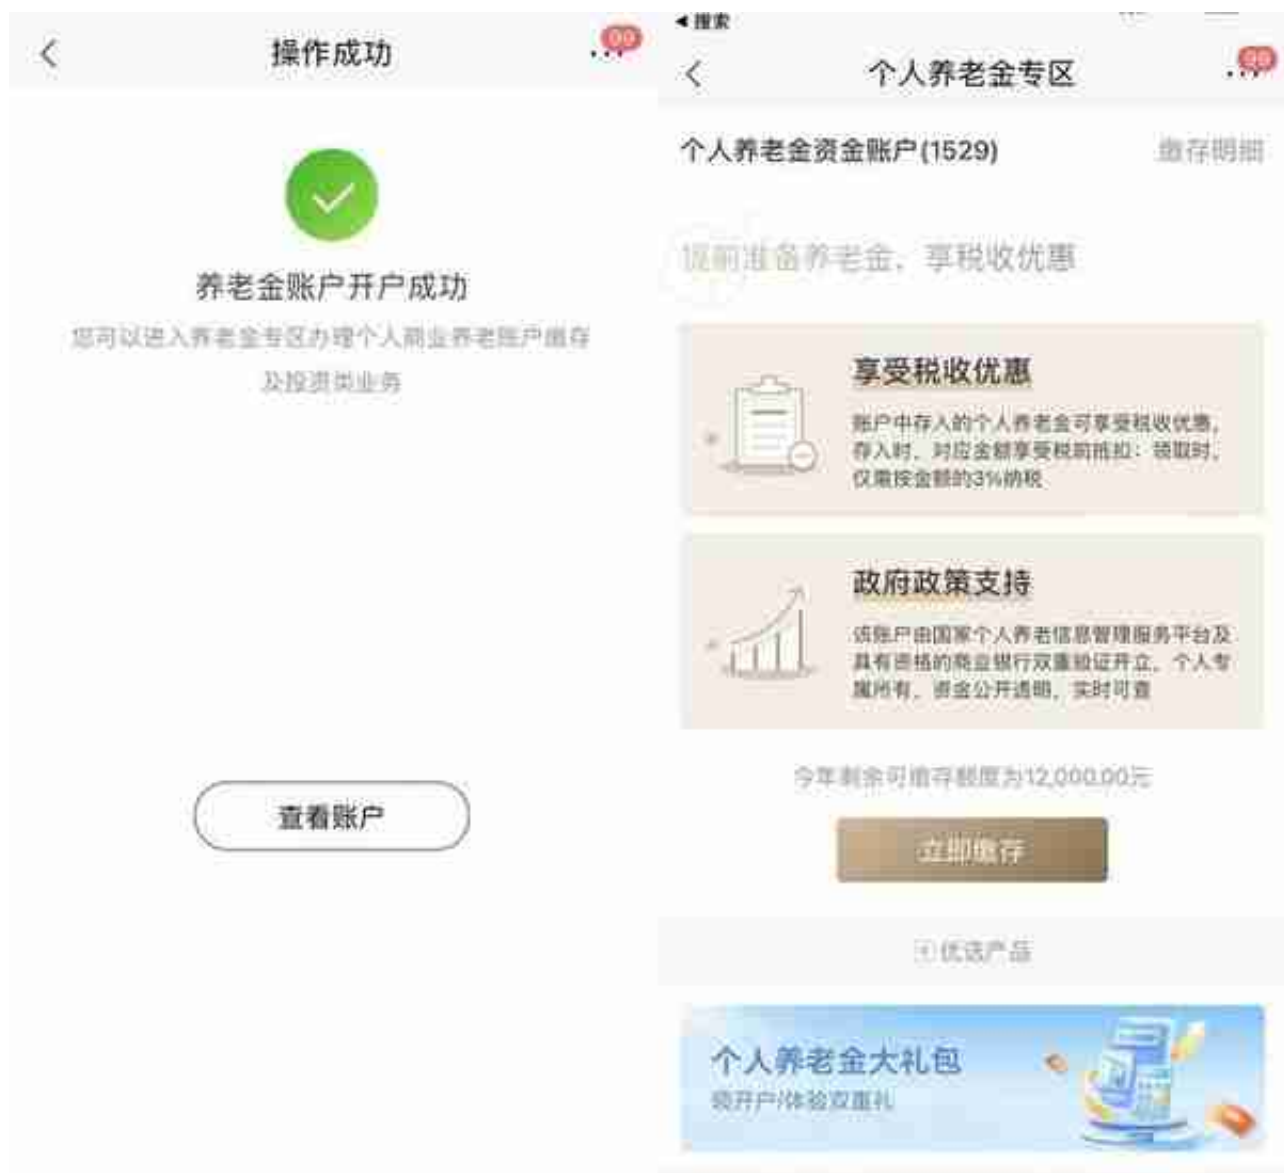 操作成功
99
养老金账户开户成功
您可以进入养老金专区办理个人商业养老账户缴存
及投资类业务
查看账户
搜索
个人养老金专区
99
个人养老金资金账户(1529)
缴存明细
提前准备养老金，享税收优惠
享受税收优惠
账户中存入的个人养老金可享受税收优惠，
存入时，对应金额享受税前抵扣；领取时，
仅需按金额的3%纳税
政府政策支持
该账户由国家个人养老信息管理服务平台及
具有资格的商业银行双重验证开立，个人专
属所有，资金公开透明，实时可查
今年剩余可缴存额度为12,000.00元
立即缴存
优选产品
个人养老金大礼包
领开户/体验双重礼